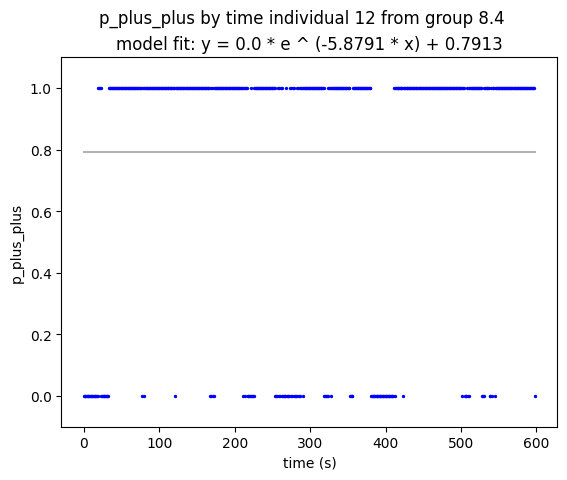 p_plus_plus by time individual 12 from group 8.4
model fit: y = 0.0 * e ^ (-5.8791 * x) + 0.7913
1.0
0.8
0.6
0.4
0.2
0.0
p_plus_plus
0 100 200 300 400 500 600
time (s)